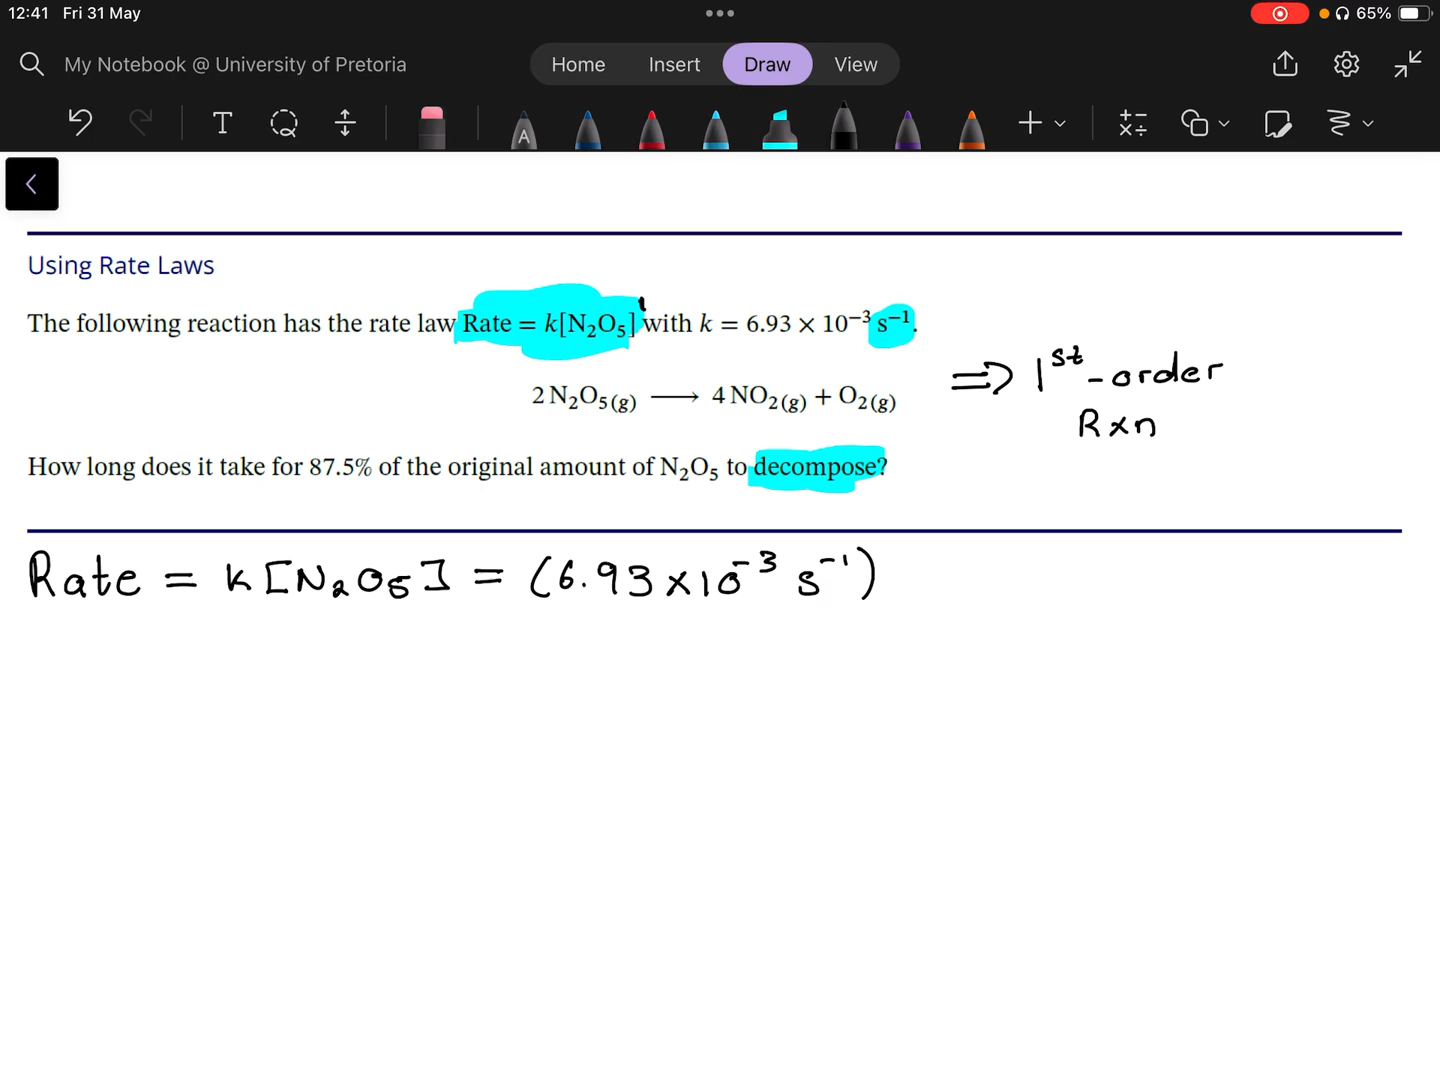 12:41 Fri 31 May
65%
My Notebook @ University of Pretoria
Home Insert Draw View
T
A
Using Rate Laws
The following reaction has the rate law Rate = k[N₂O₅]¹ with k = 6.93 × 10⁻³ s⁻¹.
⇒ 1ˢᵗ-order
2 N₂O₅(g) ⟶ 4 NO₂(g) + O₂(g)
Rxn
How long does it take for 87.5% of the original amount of N₂O₅ to decompose?
Rate = k[N₂O₅] = (6.93 × 10⁻³ s⁻¹)